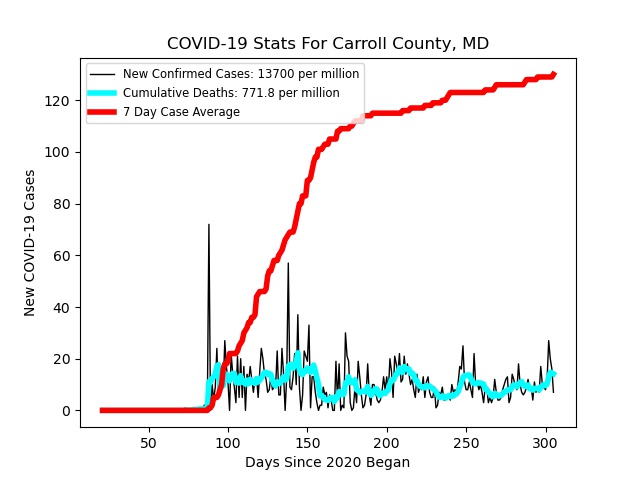 COVID-19 Stats For Carroll County, MD
New Confirmed Cases: 13700 per million
Cumulative Deaths: 771.8 per million
7 Day Case Average
120
100
80
60
40
20
0
New COVID-19 Cases
50 100 150 200 250 300
Days Since 2020 Began